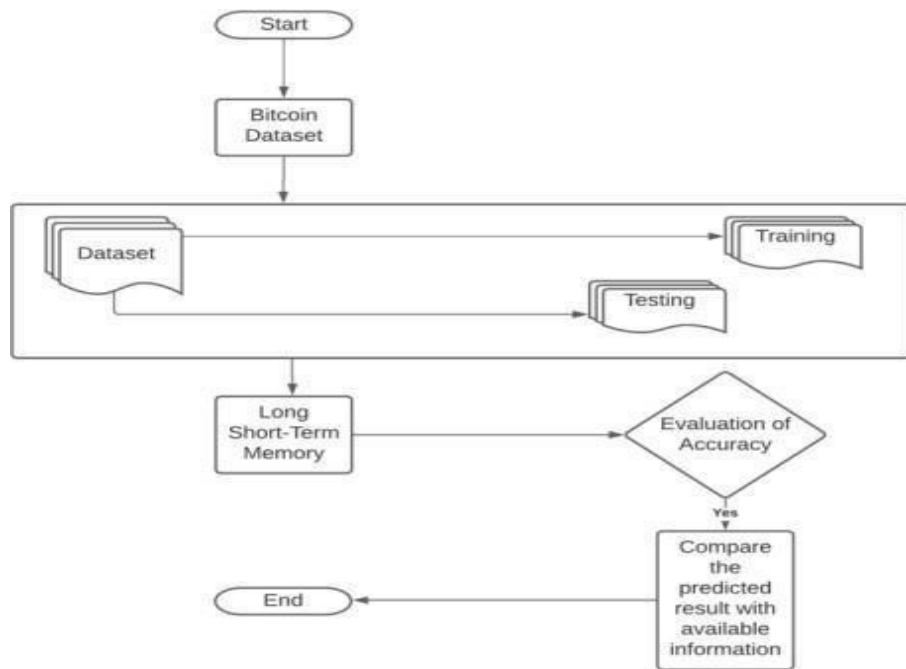 Start
Bitcoin
Dataset
Dataset
Training
Testing
Long
Short-Term
Memory
Evaluation of
Accuracy
Yes
Compare
the
predicted
result with
available
information
End